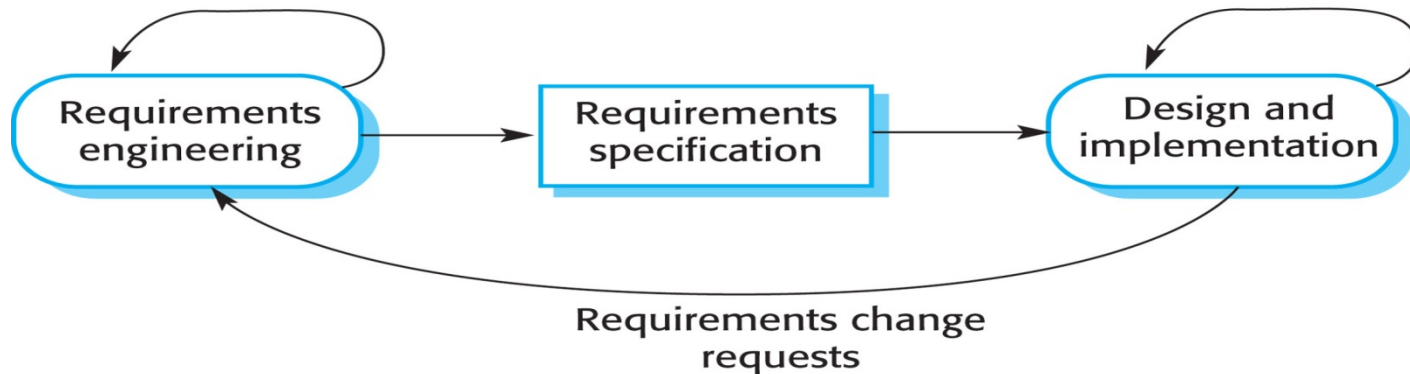 Requirements
engineering
Requirements
specification
Design and
implementation
Requirements change
requests